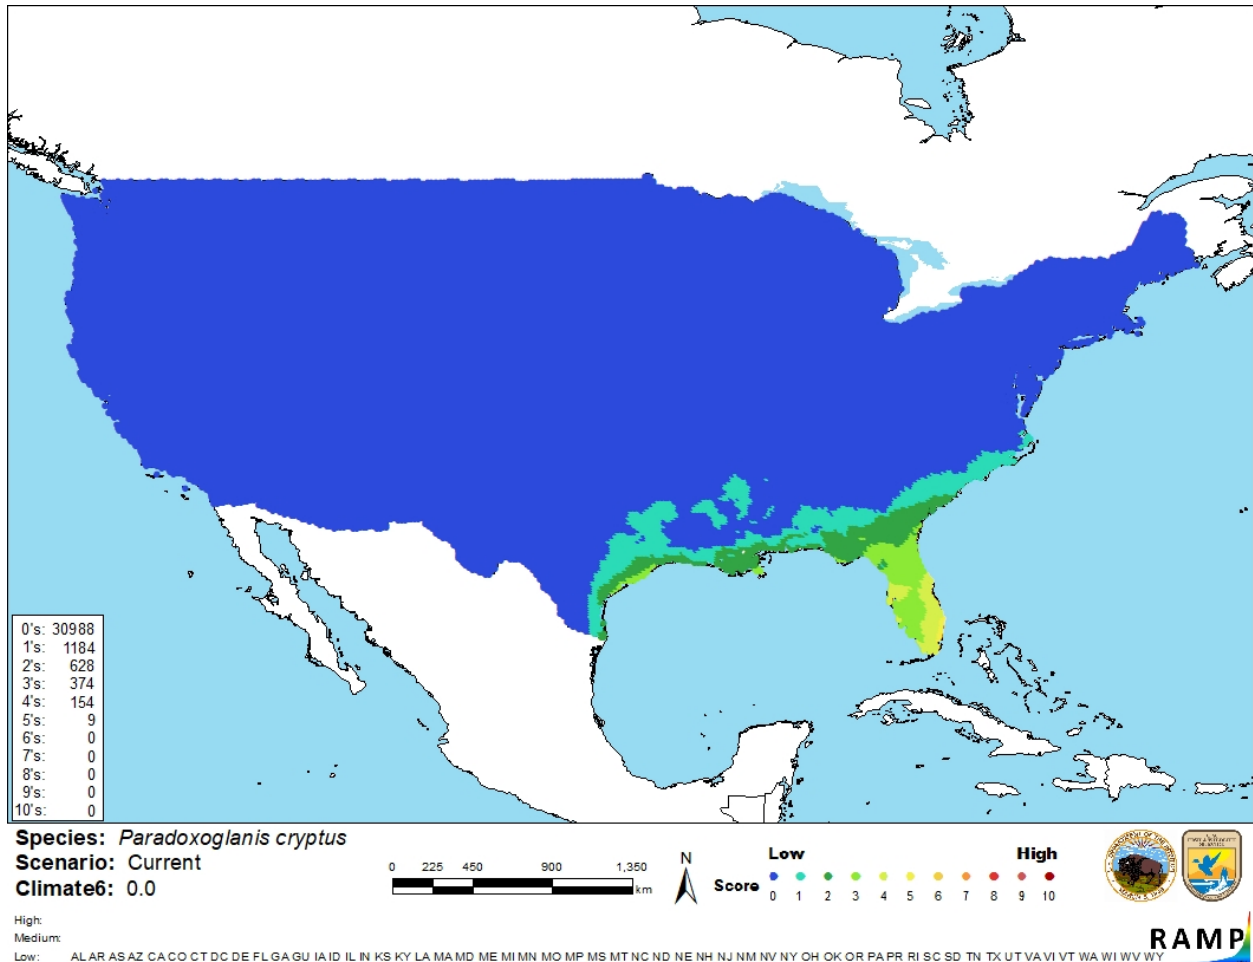 0's: 30988
1's: 1184
2's: 628
3's: 374
4's: 154
5's: 9
6's: 0
7's: 0
8's: 0
9's: 0
10's: 0
Species: Paradoxoglanis cryptus
Scenario: Current
Climate6: 0.0
0 225 450 900 1,350
km
N
Low High
Score
0 1 2 3 4 5 6 7 8 9 10
High:
Medium:
Low: AL AR AS AZ CA CO CT DC DE FL GA GU IA ID IL IN KS KY LA MA MD ME MI MN MO MP MS MT NC ND NE NH NJ NM NV NY OH OK OR PA PR RI SC SD TN TX UT VA VI VT WA WI WV WY
RAMP